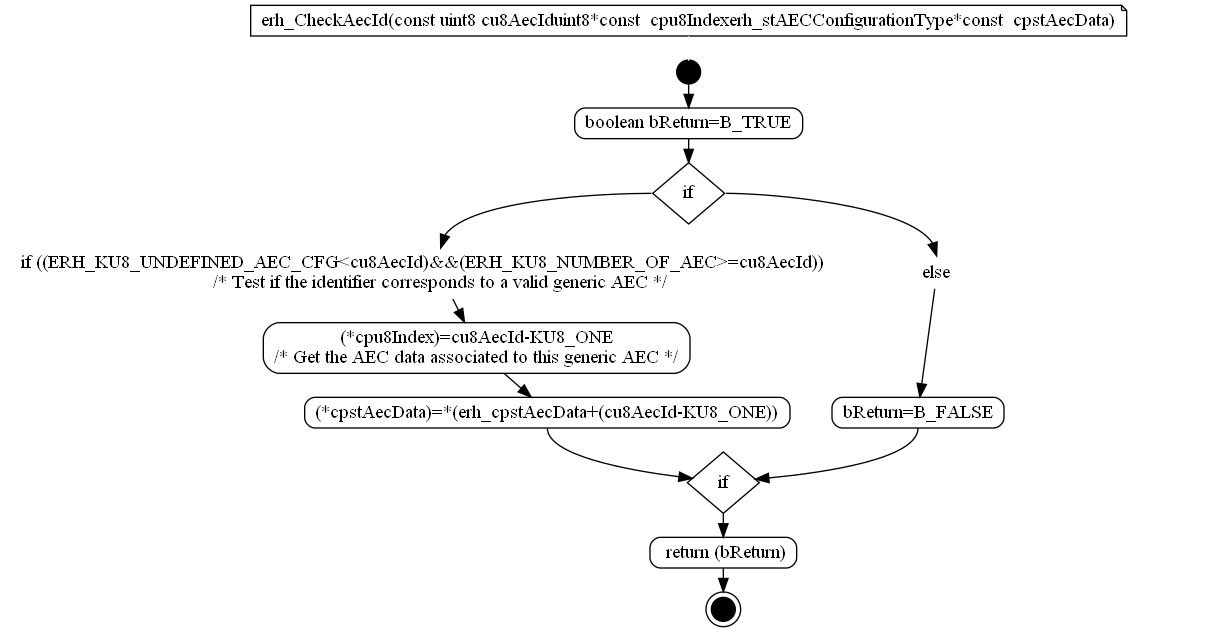 erh_CheckAecId(const uint8 cu8AecIduint8*const  cpu8Indexerh_stAECConfigurationType*const  cpstAecData)
boolean bReturn=B_TRUE
if
if ((ERH_KU8_UNDEFINED_AEC_CFG<cu8AecId)&&(ERH_KU8_NUMBER_OF_AEC>=cu8AecId))
/* Test if the identifier corresponds to a valid generic AEC */
else
(*cpu8Index)=cu8AecId-KU8_ONE
/* Get the AEC data associated to this generic AEC */
(*cpstAecData)=*(erh_cpstAecData+(cu8AecId-KU8_ONE))
bReturn=B_FALSE
if
return (bReturn)